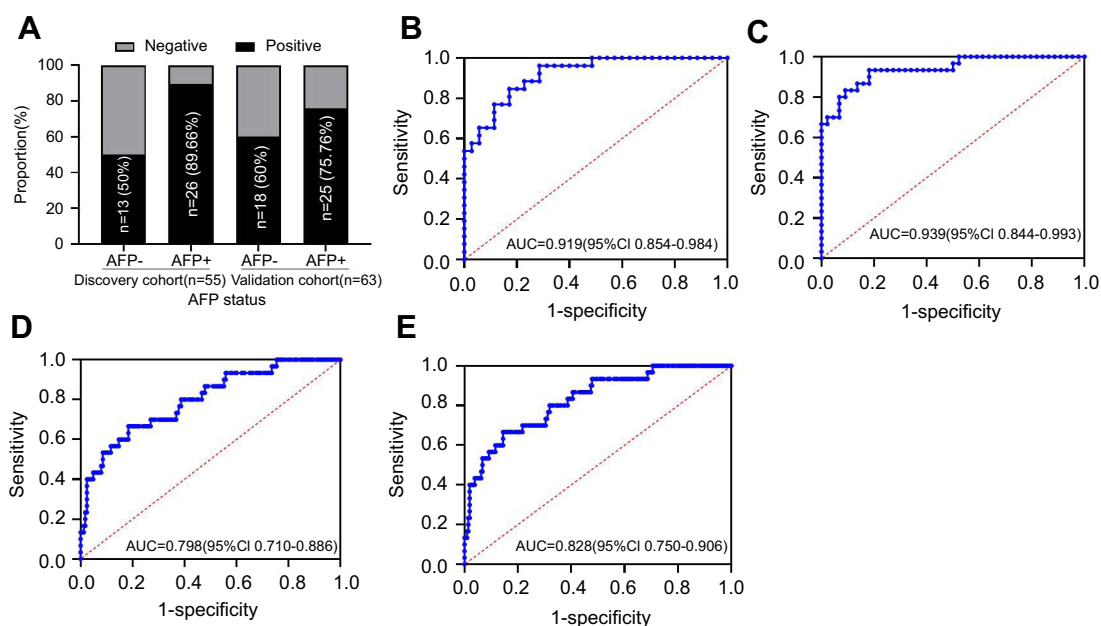 A
Negative Positive
100
80
60
40
20
0
Proportion(%)
n=13 (50%)
n=26 (89.66%)
n=18 (60%)
n=25 (75.76%)
AFP- AFP+ AFP- AFP+
Discovery cohort(n=55) Validation cohort(n=63)
AFP status
B
1.0
0.8
0.6
0.4
0.2
0.0
Sensitivity
AUC=0.919(95%CI 0.854-0.984)
0.0 0.2 0.4 0.6 0.8 1.0
1-specificity
C
1.0
0.8
0.6
0.4
0.2
0.0
Sensitivity
AUC=0.939(95%CI 0.844-0.993)
0.0 0.2 0.4 0.6 0.8 1.0
1-specificity
D
1.0
0.8
0.6
0.4
0.2
0.0
Sensitivity
AUC=0.798(95%CI 0.710-0.886)
0.0 0.2 0.4 0.6 0.8 1.0
1-specificity
E
1.0
0.8
0.6
0.4
0.2
0.0
Sensitivity
AUC=0.828(95%CI 0.750-0.906)
0.0 0.2 0.4 0.6 0.8 1.0
1-specificity